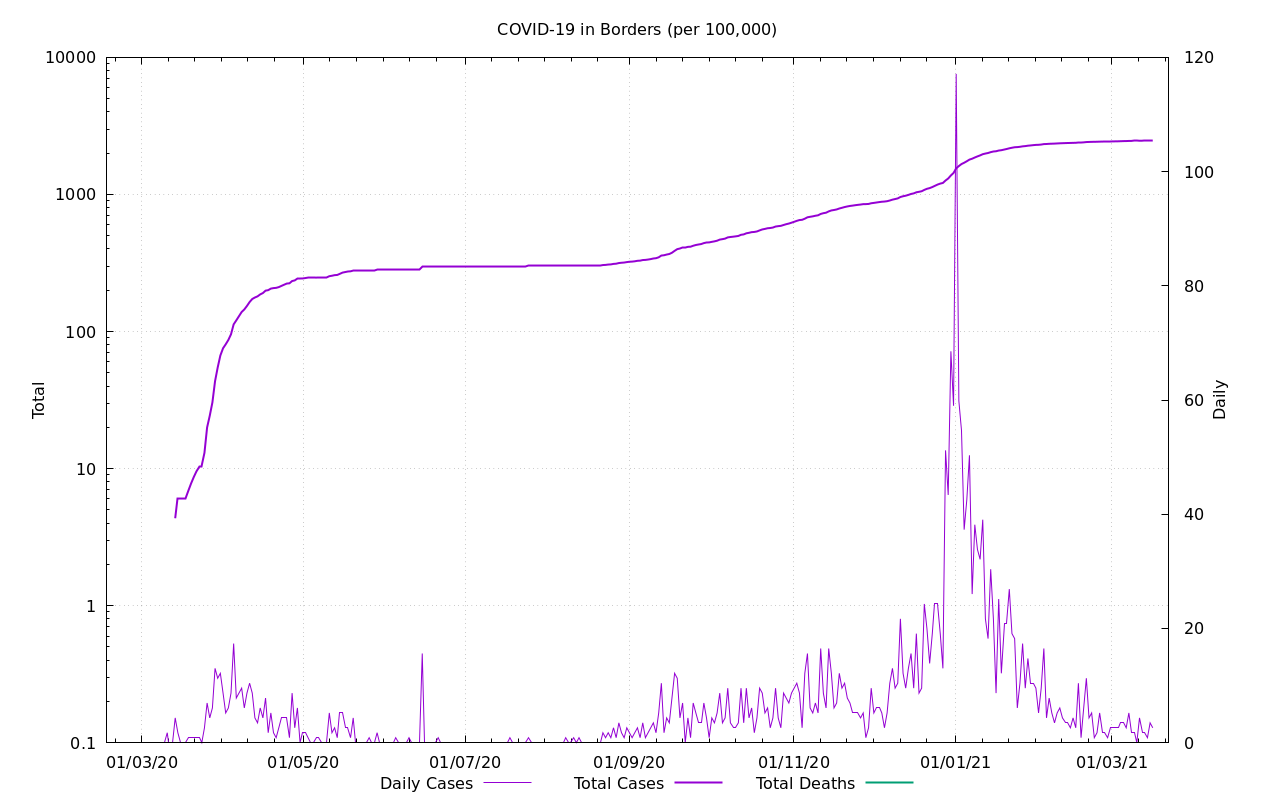 COVID-19 in Borders (per 100,000)
10000
1000
100
10
1
0.1
Total
120
100
80
60
40
20
0
Daily
01/03/20 01/05/20 01/07/20 01/09/20 01/11/20 01/01/21 01/03/21
Daily Cases Total Cases Total Deaths